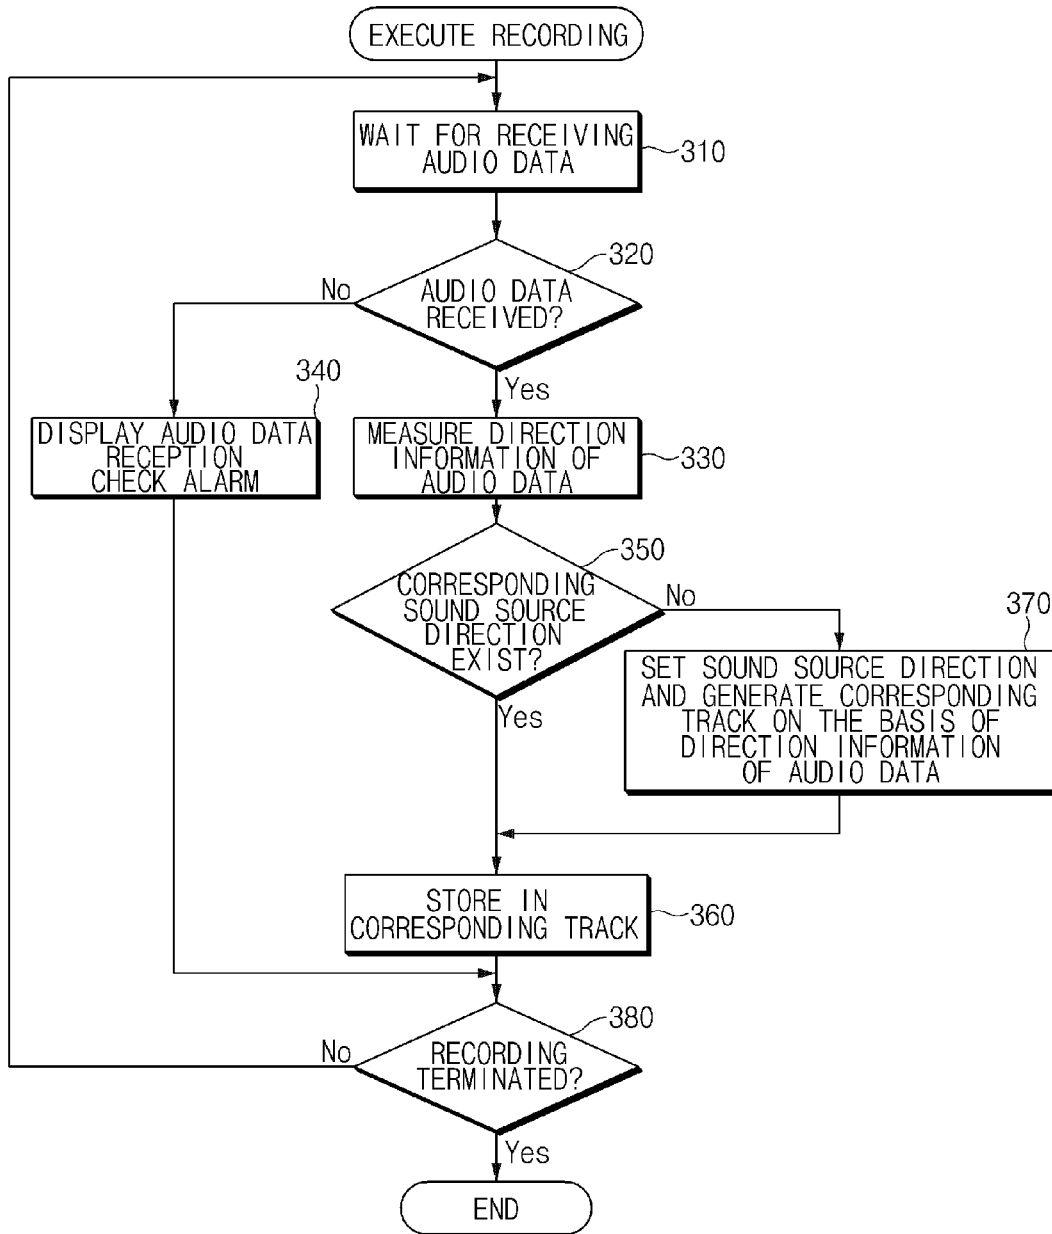 EXECUTE RECORDING
WAIT FOR RECEIVING
AUDIO DATA
310
320
No
AUDIO DATA
RECEIVED?
Yes
340
DISPLAY AUDIO DATA
RECEPTION
CHECK ALARM
MEASURE DIRECTION
INFORMATION OF
AUDIO DATA
330
350
CORRESPONDING
SOUND SOURCE
DIRECTION
EXIST?
No
Yes
370
SET SOUND SOURCE DIRECTION
AND GENERATE CORRESPONDING
TRACK ON THE BASIS OF
DIRECTION INFORMATION
OF AUDIO DATA
STORE IN
CORRESPONDING TRACK
360
380
No
RECORDING
TERMINATED?
Yes
END